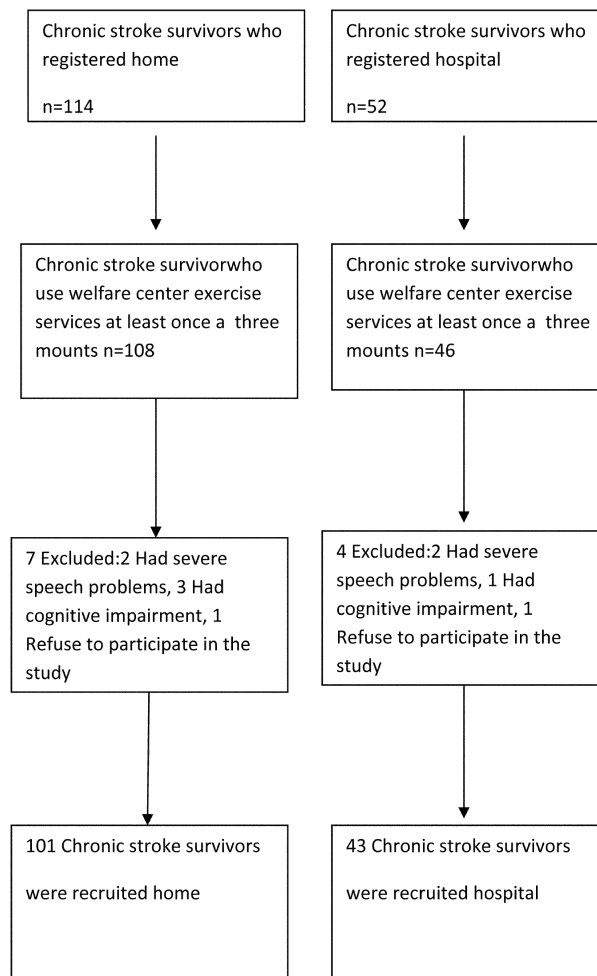 Chronic stroke survivors who
registered home
n=114
Chronic stroke survivors who
registered hospital
n=52
Chronic stroke survivorwho
use welfare center exercise
services at least once a three
mounts n=108
Chronic stroke survivorwho
use welfare center exercise
services at least once a three
mounts n=46
7 Excluded:2 Had severe
speech problems, 3 Had
cognitive impairment, 1
Refuse to participate in the
study
4 Excluded:2 Had severe
speech problems, 1 Had
cognitive impairment, 1
Refuse to participate in the
study
101 Chronic stroke survivors
were recruited home
43 Chronic stroke survivors
were recruited hospital